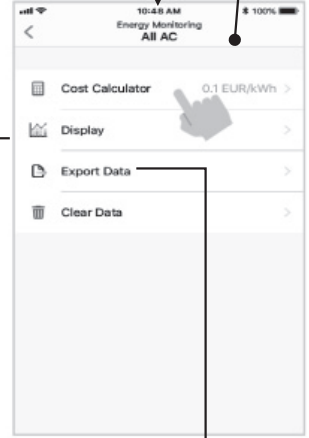 10:48 AM
100%
Energy Monitoring
All AC
Cost Calculator 0.1 EUR/kWh
Display
Export Data
Clear Data